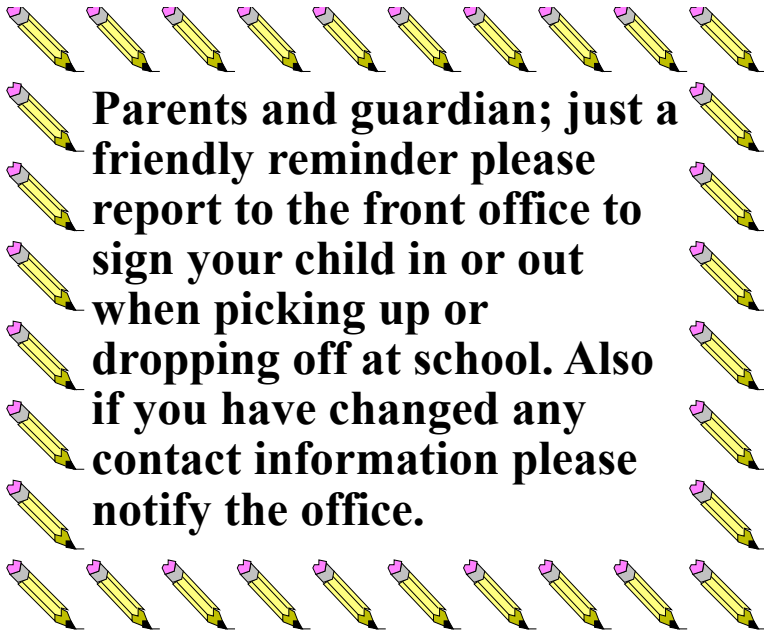 Parents and guardian; just a
friendly reminder please
report to the front office to
sign your child in or out
when picking up or
dropping off at school. Also
if you have changed any
contact information please
notify the office.